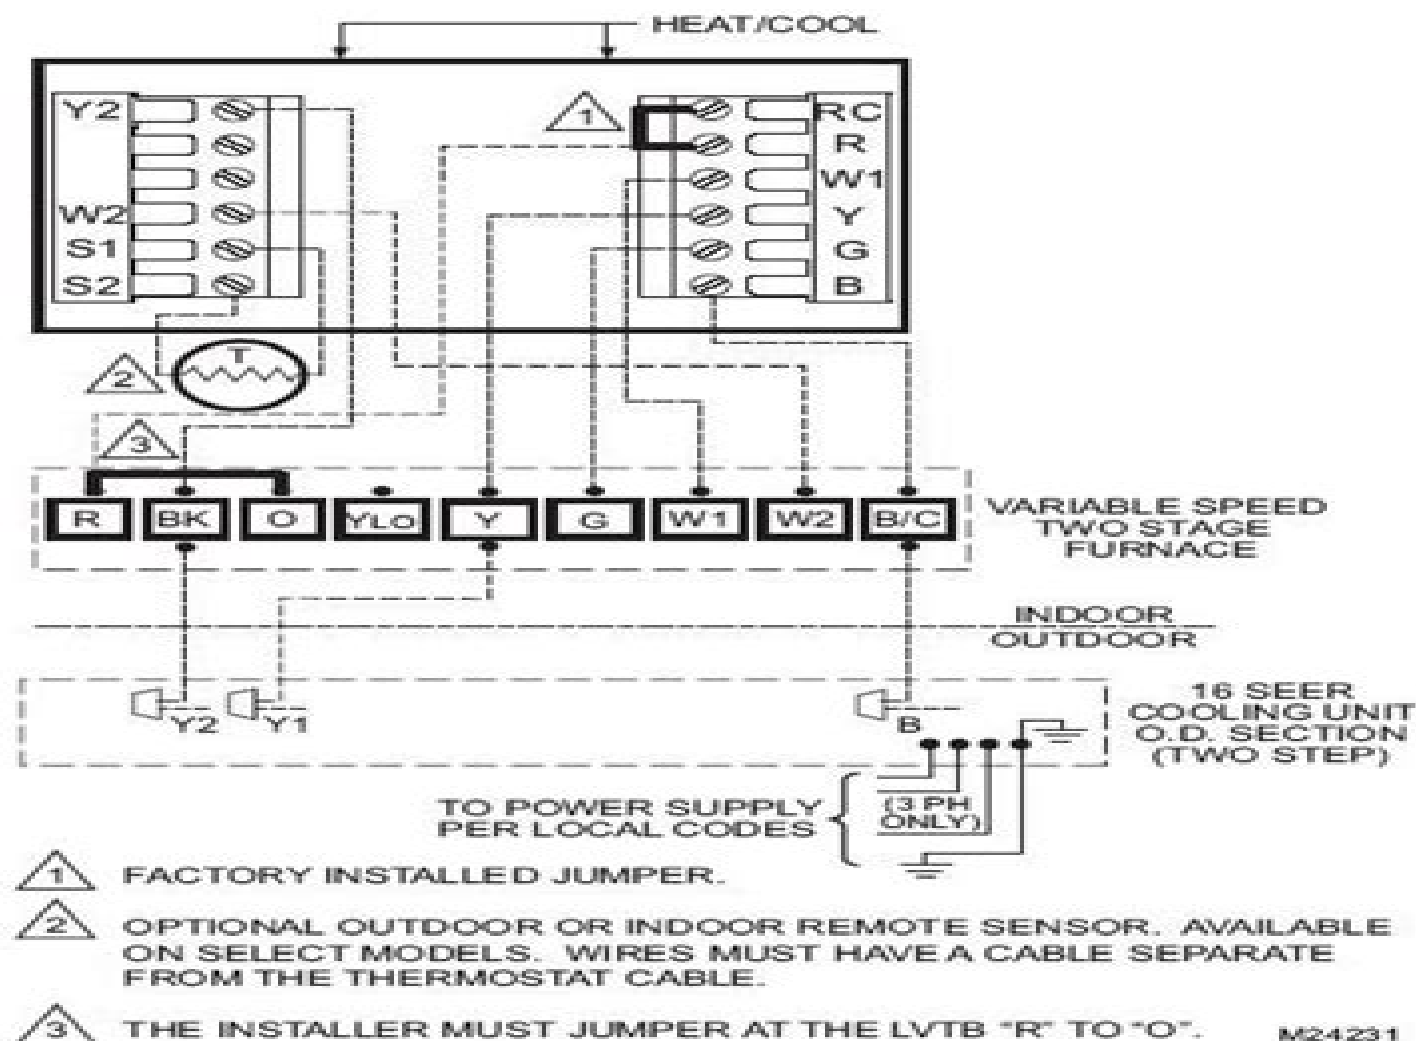 HEAT/COOL
Y2
W2
S1
S2
1
RC
R
W1
Y
G
B
T
2
3
R BK O YLO Y G W1 W2 B/C
VARIABLE SPEED
TWO STAGE
FURNACE
INDOOR
OUTDOOR
Y2 Y1 B
16 SEER
COOLING UNIT
O.D. SECTION
(TWO STEP)
TO POWER SUPPLY
PER LOCAL CODES
(3 PH
ONLY)
1 FACTORY INSTALLED JUMPER.
2 OPTIONAL OUTDOOR OR INDOOR REMOTE SENSOR. AVAILABLE
ON SELECT MODELS. WIRES MUST HAVE A CABLE SEPARATE
FROM THE THERMOSTAT CABLE.
3 THE INSTALLER MUST JUMPER AT THE LVTB "R" TO "O".
M24231